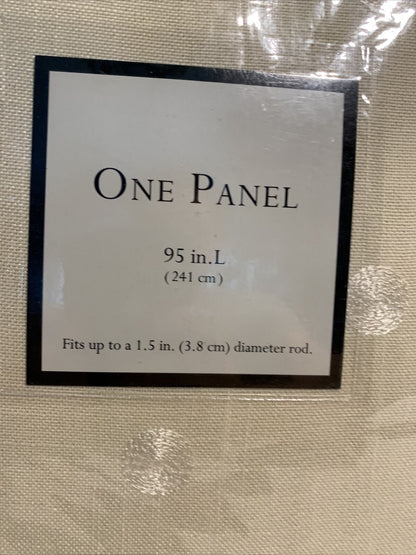 One Panel
95 in.L
(241 cm)
Fits up to a 1.5 in. (3.8 cm) diameter rod.